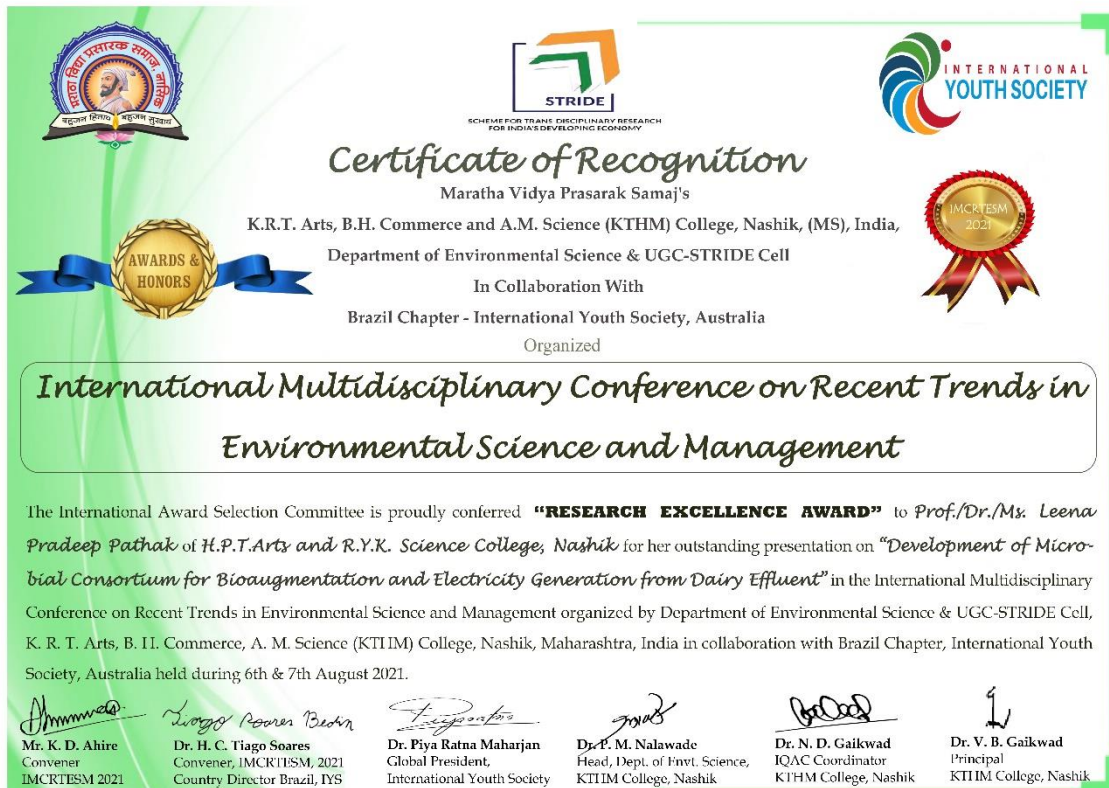 मराठा विद्या प्रसारक समाज, नाशिक
बहुजन हिताय बहुजन सुखाय
STRIDE
SCHEME FOR TRANS DISCIPLINARY RESEARCH
FOR INDIA'S DEVELOPING ECONOMY
INTERNATIONAL
YOUTH SOCIETY
Certificate of Recognition
Maratha Vidya Prasarak Samaj's
K.R.T. Arts, B.H. Commerce and A.M. Science (KTHM) College, Nashik, (MS), India,
Department of Environmental Science & UGC-STRIDE Cell
In Collaboration With
Brazil Chapter - International Youth Society, Australia
Organized
AWARDS &
HONORS
IMCRTESM
2021
International Multidisciplinary Conference on Recent Trends in
Environmental Science and Management
The International Award Selection Committee is proudly conferred "RESEARCH EXCELLENCE AWARD" to Prof./Dr./Ms. Leena
Pradeep Pathak of H.P.T.Arts and R.Y.K. Science College, Nashik for her outstanding presentation on "Development of Micro-
bial Consortium for Bioaugmentation and Electricity Generation from Dairy Effluent" in the International Multidisciplinary
Conference on Recent Trends in Environmental Science and Management organized by Department of Environmental Science & UGC-STRIDE Cell,
K. R. T. Arts, B. H. Commerce, A. M. Science (KTHM) College, Nashik, Maharashtra, India in collaboration with Brazil Chapter, International Youth
Society, Australia held during 6th & 7th August 2021.
Tiago Soares Bedin
Mr. K. D. Ahire
Convener
IMCRTESM 2021
Dr. H. C. Tiago Soares
Convener, IMCRTESM, 2021
Country Director Brazil, IYS
Dr. Piya Ratna Maharjan
Global President,
International Youth Society
Dr. P. M. Nalawade
Head, Dept. of Envt. Science,
KTHM College, Nashik
Dr. N. D. Gaikwad
IQAC Coordinator
KTHM College, Nashik
Dr. V. B. Gaikwad
Principal
KTHM College, Nashik